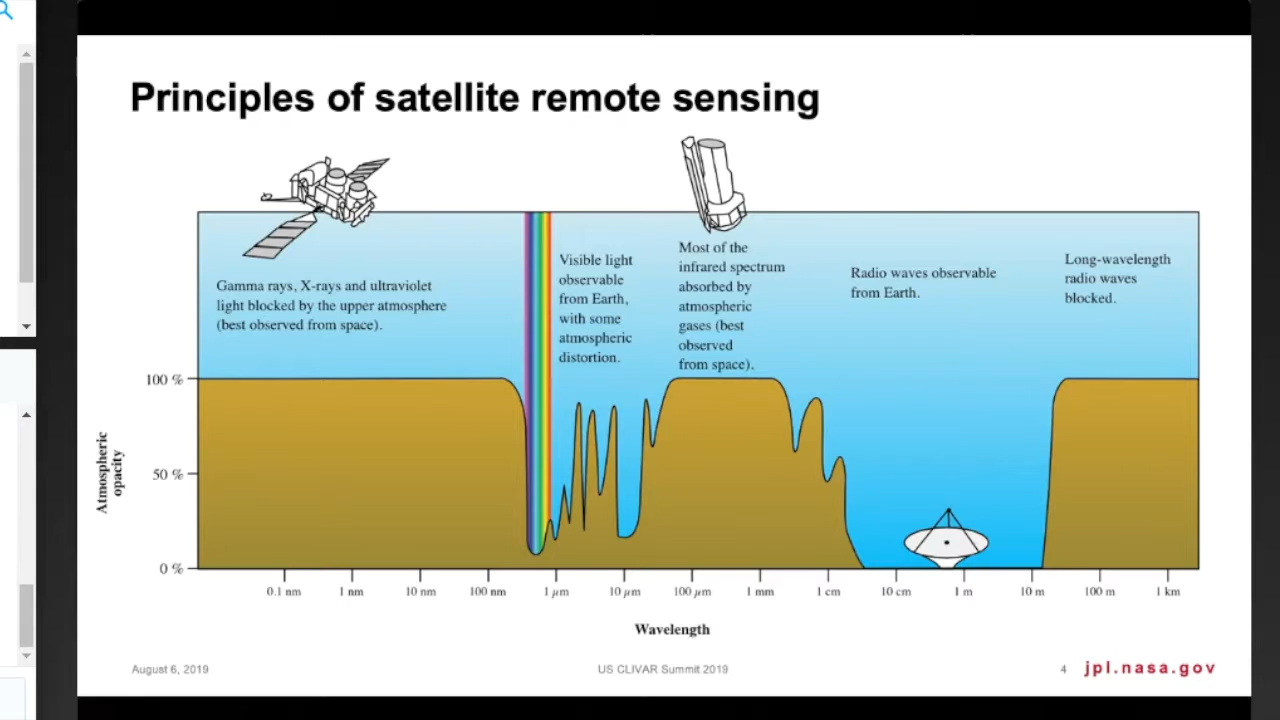 Principles of satellite remote sensing
Gamma rays, X-rays and ultraviolet
light blocked by the upper atmosphere
(best observed from space).
Visible light
observable
from Earth,
with some
atmospheric
distortion.
Most of the
infrared spectrum
absorbed by
atmospheric
gases (best
observed
from space).
Radio waves observable
from Earth.
Long-wavelength
radio waves
blocked.
Atmospheric
opacity
100 %
50 %
0 %
0.1 nm 1 nm 10 nm 100 nm 1 μm 10 μm 100 μm 1 mm 1 cm 10 cm 1 m 10 m 100 m 1 km
Wavelength
August 6, 2019 US CLIVAR Summit 2019 4 jpl.nasa.gov